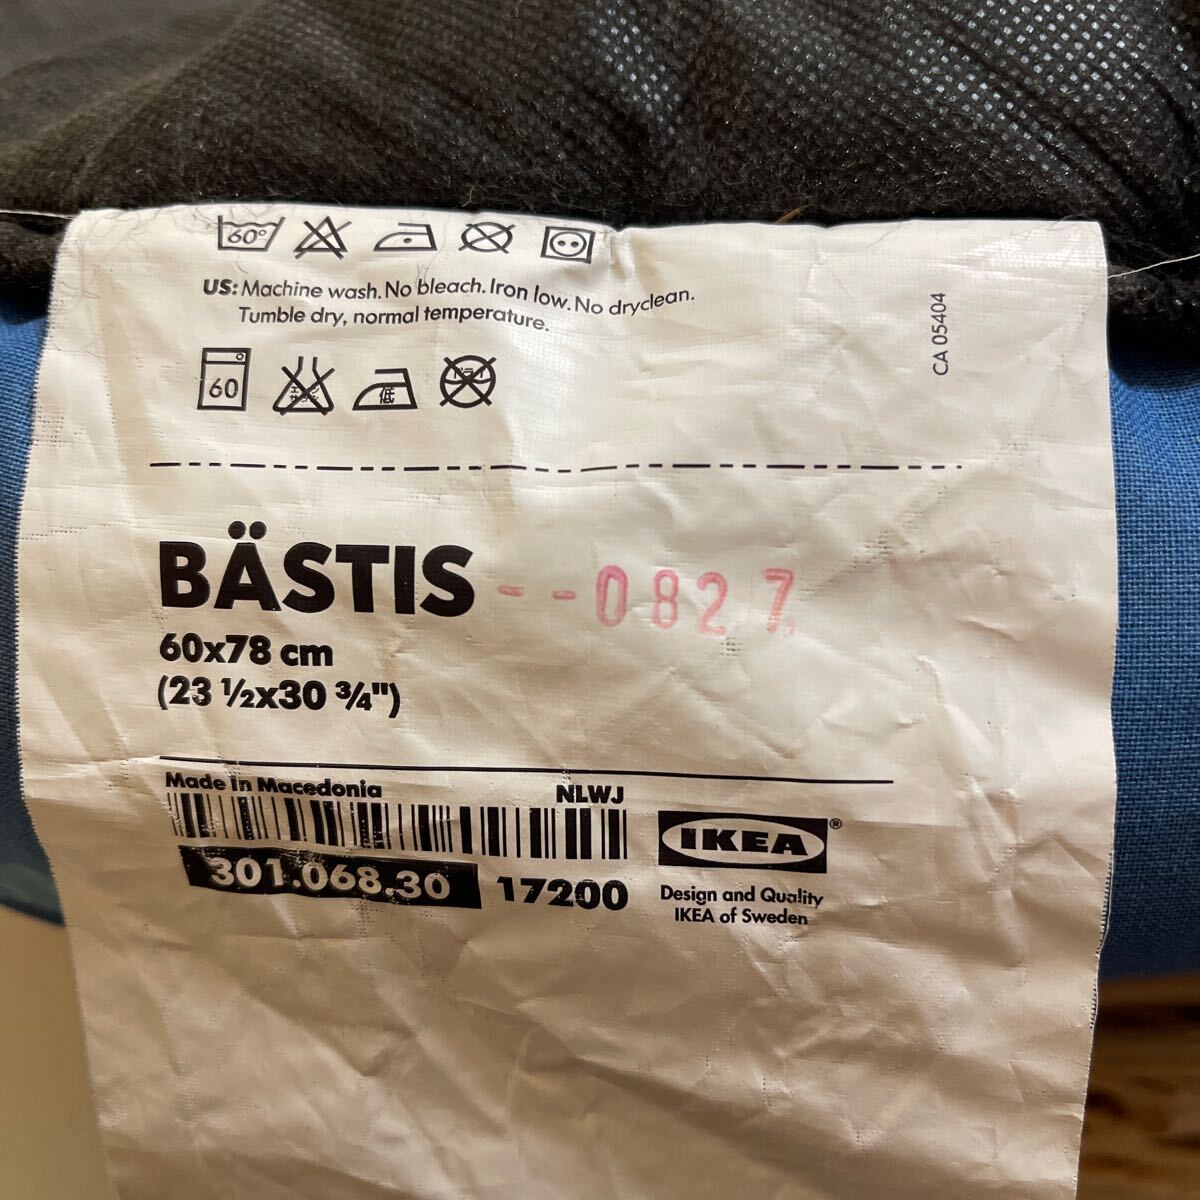 60°
US: Machine wash. No bleach. Iron low. No dryclean.
Tumble dry, normal temperature.
60
低
CA 05404
BÄSTIS --0827
60x78 cm
(23 ½x30 ¾")
Made in Macedonia NLWJ
301.068.30 17200
IKEA®
Design and Quality
IKEA of Sweden